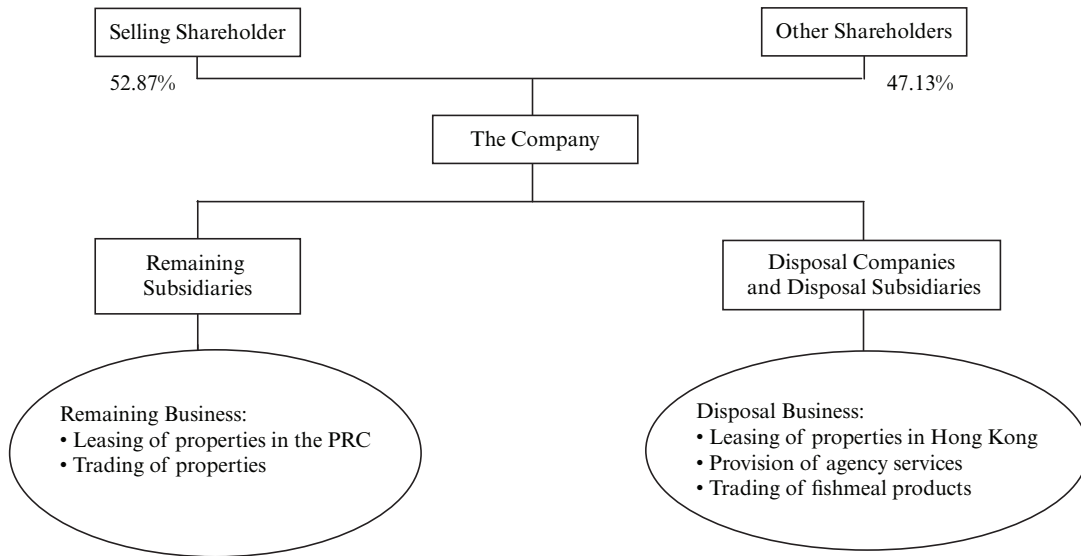 Selling Shareholder
Other Shareholders
52.87%
47.13%
The Company
Remaining
Subsidiaries
Disposal Companies
and Disposal Subsidiaries
Remaining Business:
• Leasing of properties in the PRC
• Trading of properties
Disposal Business:
• Leasing of properties in Hong Kong
• Provision of agency services
• Trading of fishmeal products